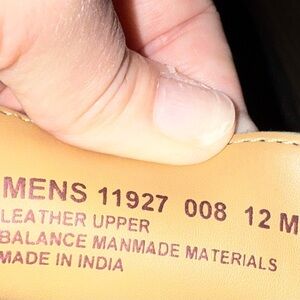 MENS 11927 008 12 M
LEATHER UPPER
BALANCE MANMADE MATERIALS
MADE IN INDIA